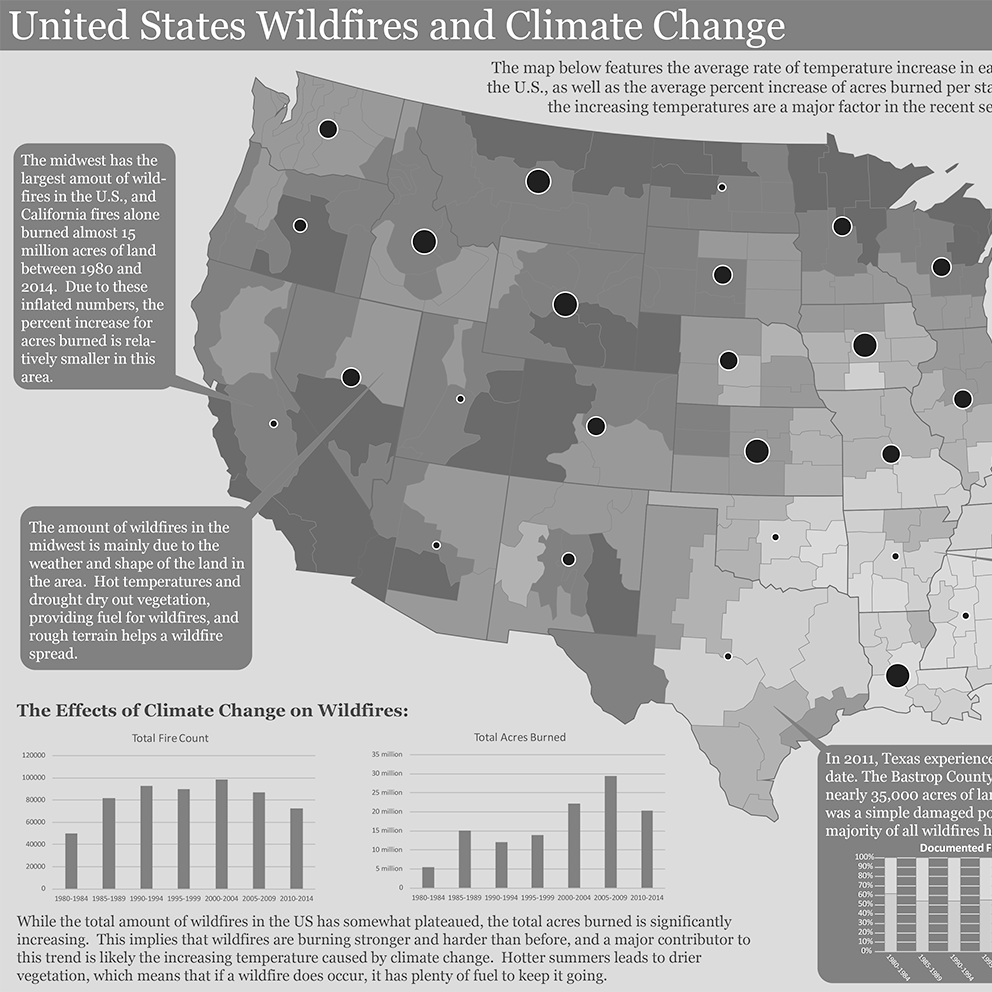 United States Wildfires and Climate Change
The map below features the average rate of temperature increase in ea
the U.S., as well as the average percent increase of acres burned per sta
the increasing temperatures are a major factor in the recent se
The midwest has the
largest amout of wild-
fires in the U.S., and
California fires alone
burned almost 15
million acres of land
between 1980 and
2014. Due to these
inflated numbers, the
percent increase for
acres burned is rela-
tively smaller in this
area.
The amount of wildfires in the
midwest is mainly due to the
weather and shape of the land in
the area. Hot temperatures and
drought dry out vegetation,
providing fuel for wildfires, and
rough terrain helps a wildfire
spread.
The Effects of Climate Change on Wildfires:
Total Fire Count
120000
100000
80000
60000
40000
20000
0
1980-1984 1985-1989 1990-1994 1995-1999 2000-2004 2005-2009 2010-2014
Total Acres Burned
35 million
30 million
25 million
20 million
15 million
10 million
5 million
0
1980-1984 1985-1989 1990-1994 1995-1999 2000-2004 2005-2009 2010-2014
While the total amount of wildfires in the US has somewhat plateaued, the total acres burned is significantly
increasing. This implies that wildfires are burning stronger and harder than before, and a major contributor to
this trend is likely the increasing temperature caused by climate change. Hotter summers leads to drier
vegetation, which means that if a wildfire does occur, it has plenty of fuel to keep it going.
In 2011, Texas experience
date. The Bastrop County
nearly 35,000 acres of lan
was a simple damaged po
majority of all wildfires h
Documented F
100%
90%
80%
70%
60%
50%
40%
30%
20%
10%
0%
1980-1984
1985-1989
1990-1994
1995